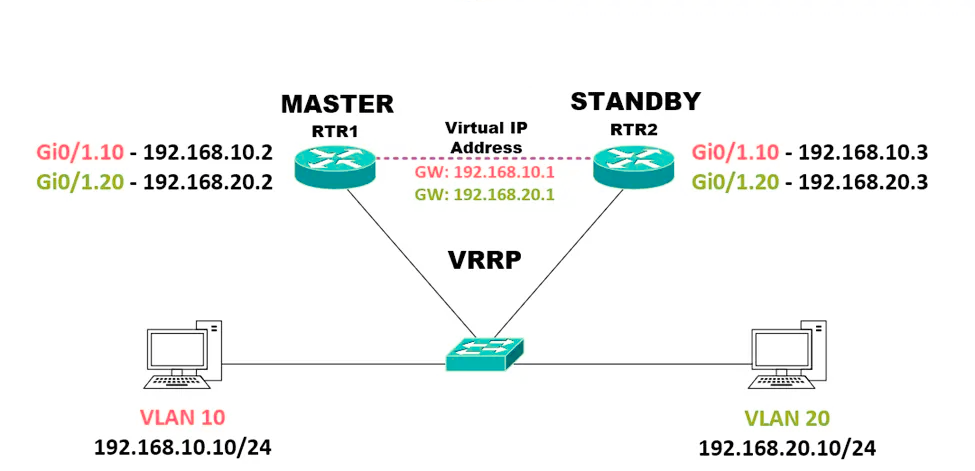 MASTER
RTR1
STANDBY
RTR2
Virtual IP
Address
Gi0/1.10 - 192.168.10.2
Gi0/1.20 - 192.168.20.2
GW: 192.168.10.1
GW: 192.168.20.1
Gi0/1.10 - 192.168.10.3
Gi0/1.20 - 192.168.20.3
VRRP
VLAN 10
192.168.10.10/24
VLAN 20
192.168.20.10/24